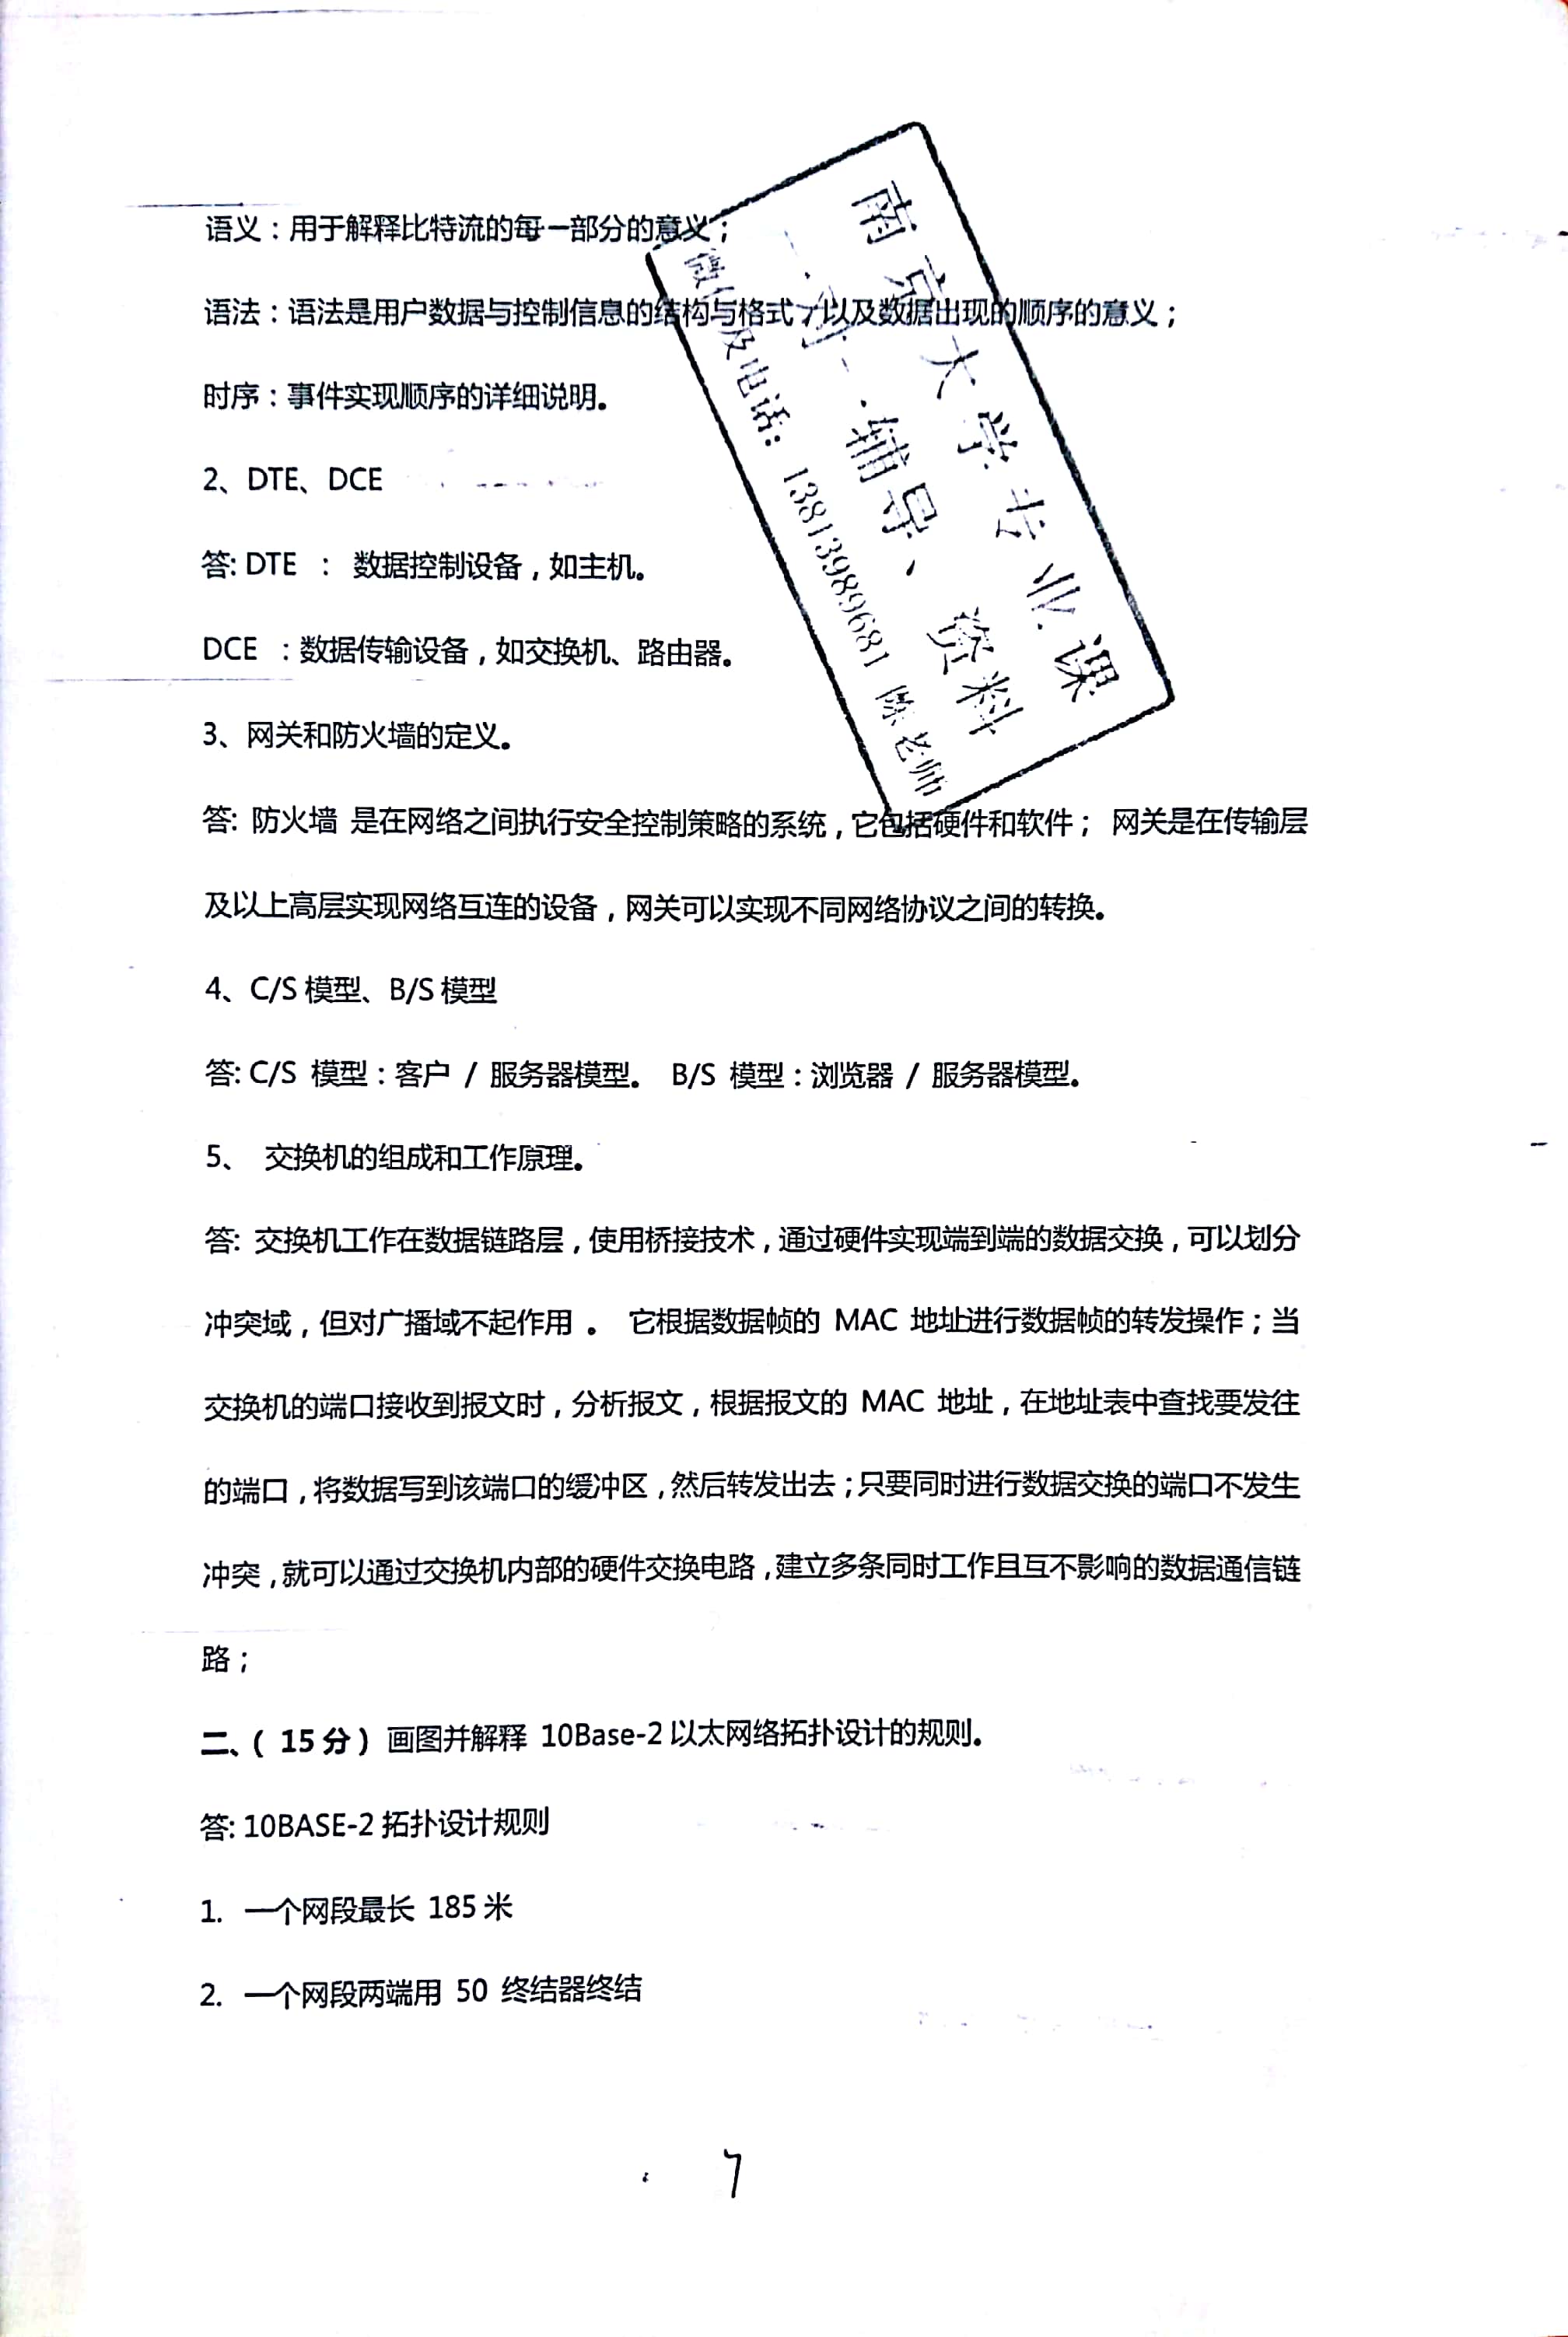 语义：用于解释比特流的每一部分的意义；
语法：语法是用户数据与控制信息的结构与格式，以及数据出现的顺序的意义；
时序：事件实现顺序的详细说明。
2、DTE、DCE
答: DTE ： 数据控制设备，如主机。
DCE ：数据传输设备，如交换机、路由器。
3、网关和防火墙的定义。
答: 防火墙 是在网络之间执行安全控制策略的系统，它包括硬件和软件； 网关是在传输层
及以上高层实现网络互连的设备，网关可以实现不同网络协议之间的转换。
4、C/S 模型、B/S 模型
答: C/S 模型：客户 / 服务器模型。 B/S 模型：浏览器 / 服务器模型。
5、 交换机的组成和工作原理。
答: 交换机工作在数据链路层，使用桥接技术，通过硬件实现端到端的数据交换，可以划分
冲突域，但对广播域不起作用 。 它根据数据帧的 MAC 地址进行数据帧的转发操作；当
交换机的端口接收到报文时，分析报文，根据报文的 MAC 地址，在地址表中查找要发往
的端口，将数据写到该端口的缓冲区，然后转发出去；只要同时进行数据交换的端口不发生
冲突，就可以通过交换机内部的硬件交换电路，建立多条同时工作且互不影响的数据通信链
路；
二、( 15 分) 画图并解释 10Base-2 以太网络拓扑设计的规则。
答: 10BASE-2 拓扑设计规则
1. 一个网段最长 185 米
2. 一个网段两端用 50 终结器终结
7
南京大学专业课
辅导、资料
及电话: 13813989681 陈老师